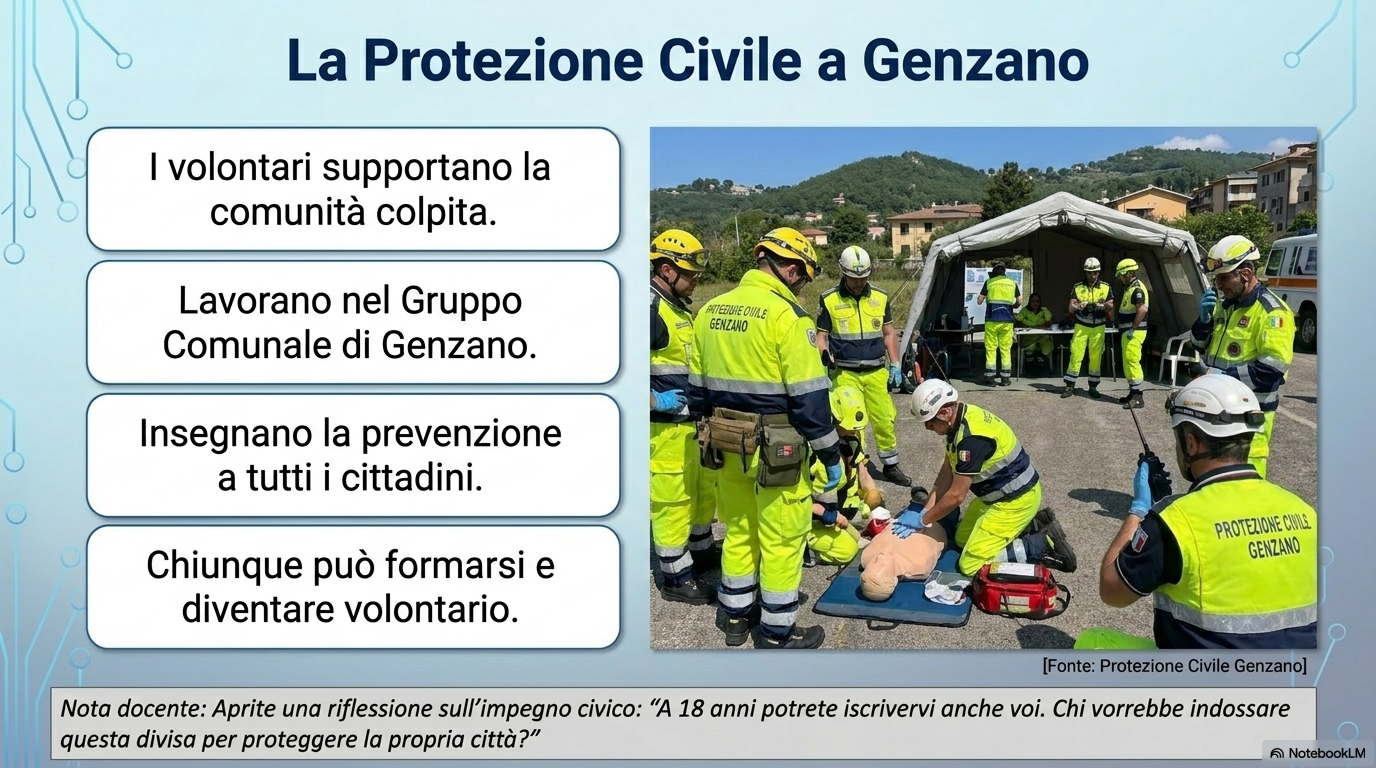 La Protezione Civile a Genzano
I volontari supportano la
comunità colpita.
Lavorano nel Gruppo
Comunale di Genzano.
Insegnano la prevenzione
a tutti i cittadini.
Chiunque può formarsi e
diventare volontario.
GENZANO
PROTEZIONE CIVILE
GENZANO
[Fonte: Protezione Civile Genzano]
Nota docente: Aprite una riflessione sull'impegno civico: “A 18 anni potrete iscrivervi anche voi. Chi vorrebbe indossare
questa divisa per proteggere la propria città?”
NotebookLM